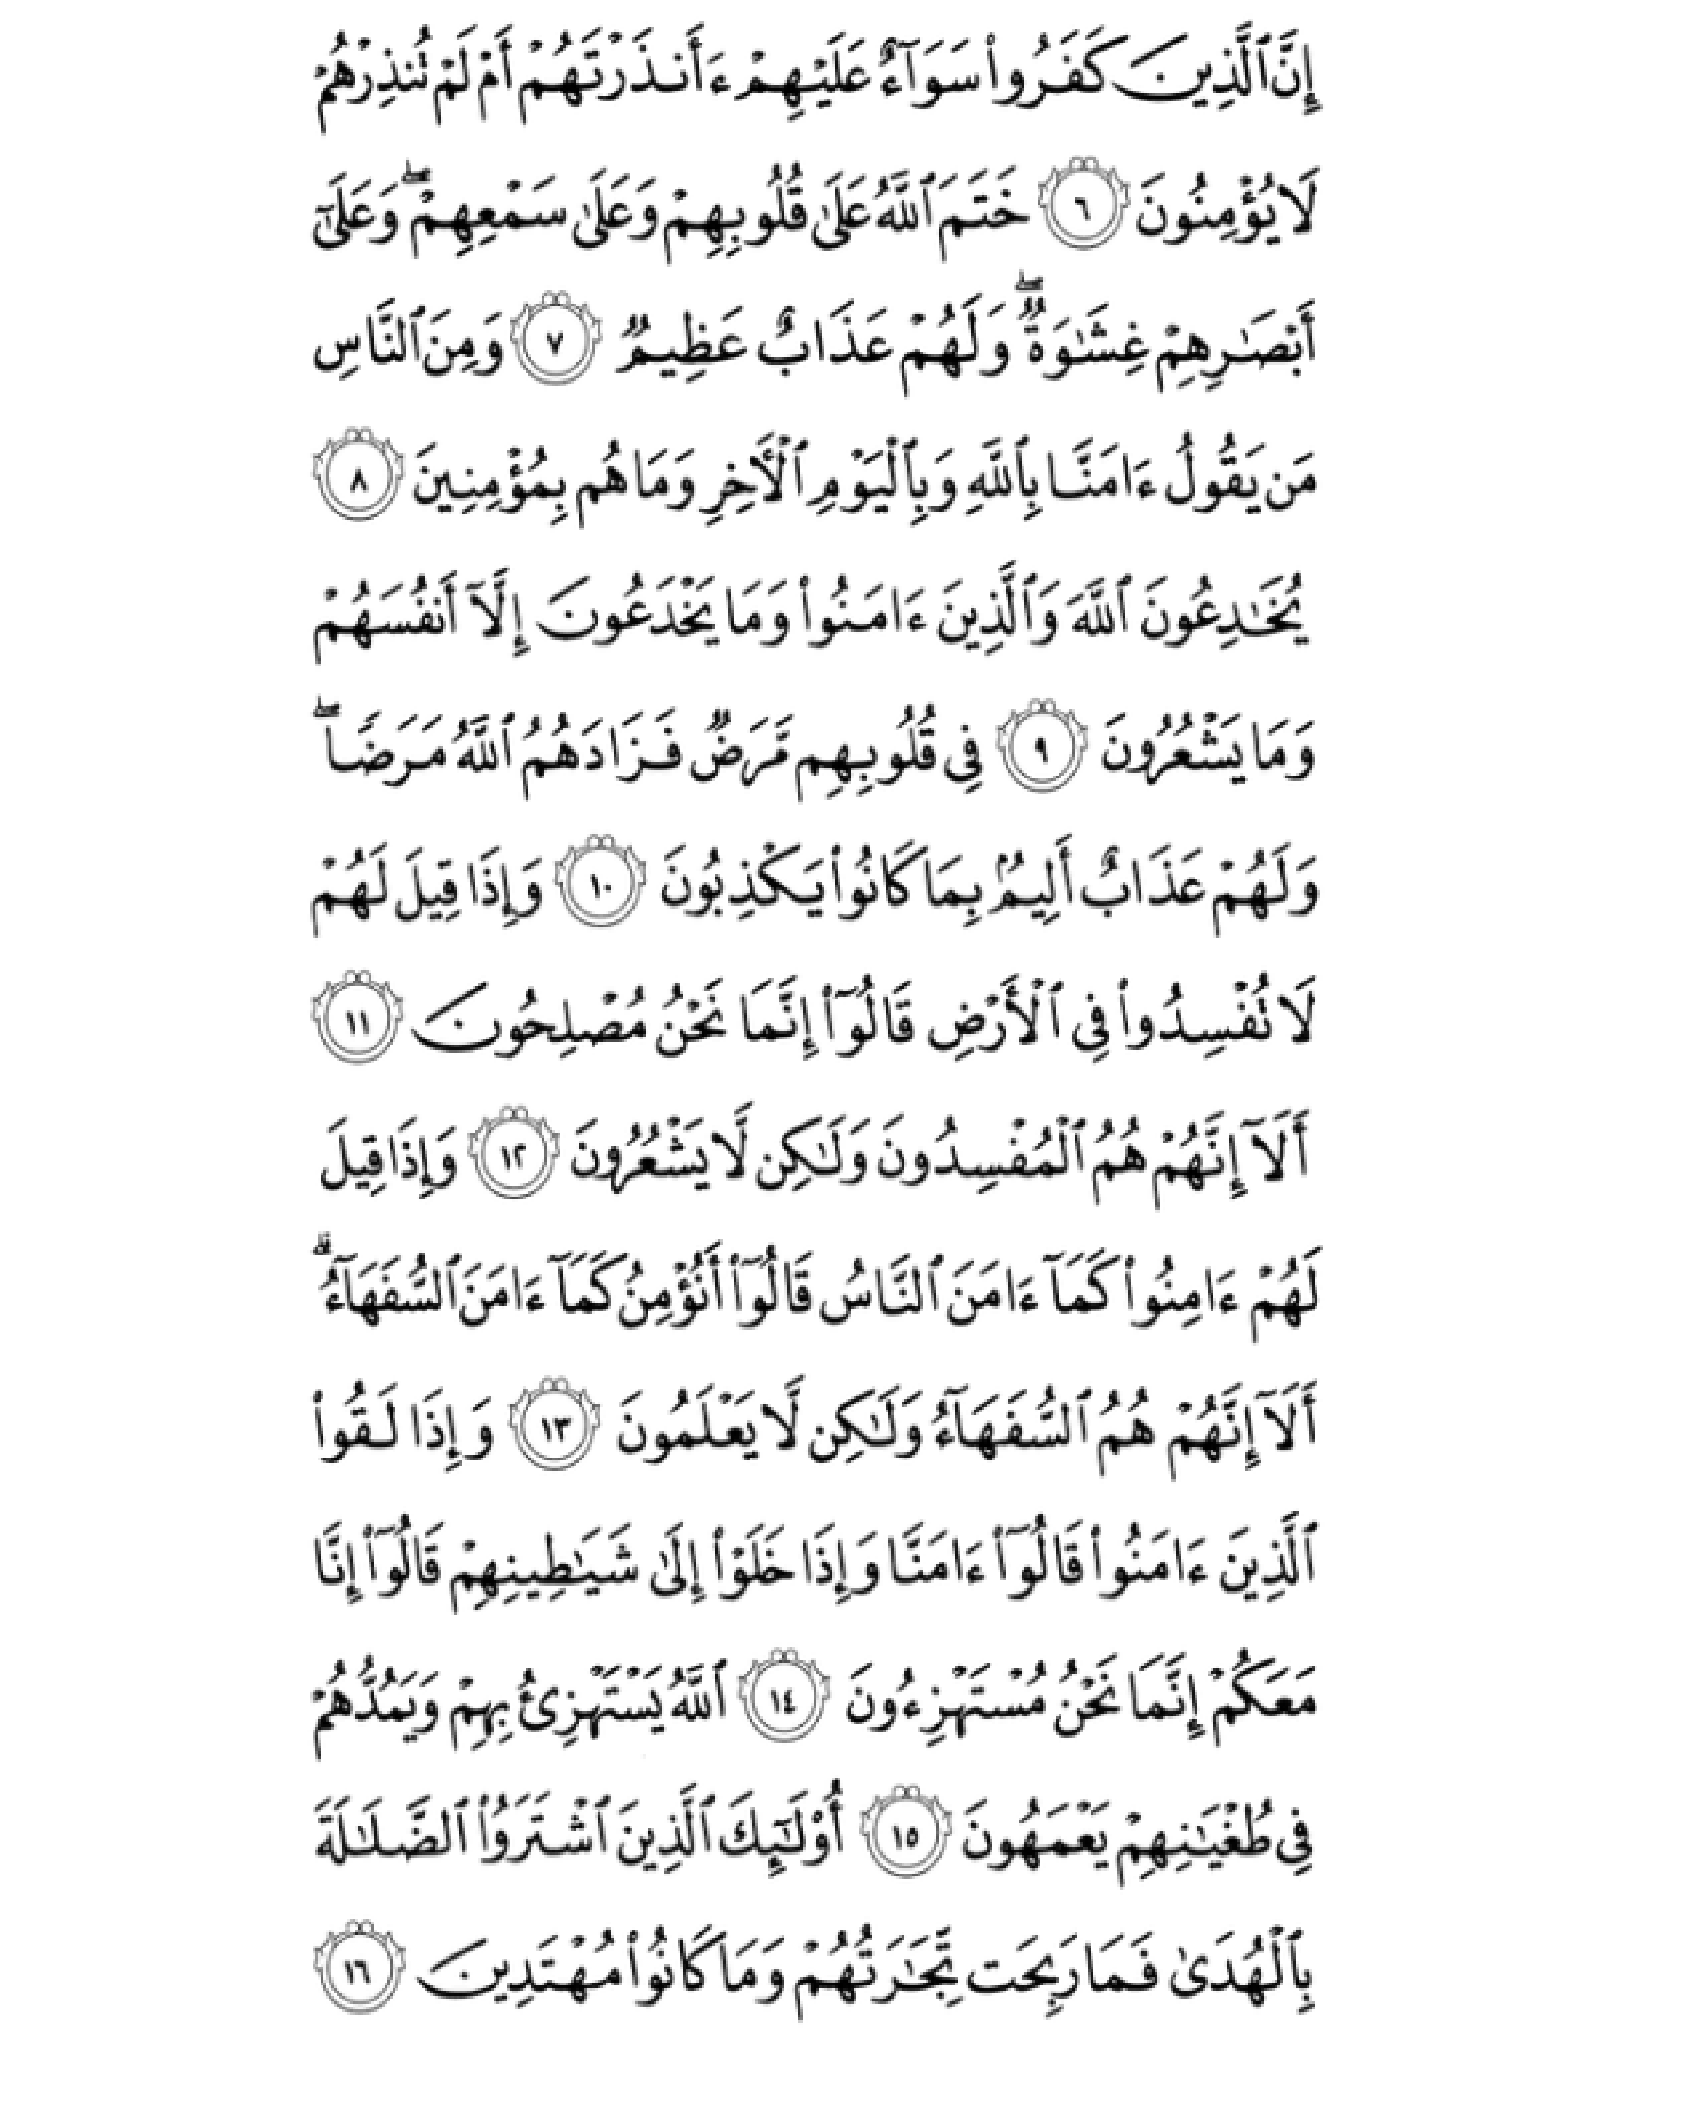 إِنَّ ٱلَّذِينَ كَفَرُوا۟ سَوَآءٌ عَلَيْهِمْ ءَأَنذَرْتَهُمْ أَمْ لَمْ تُنذِرْهُمْ
لَا يُؤْمِنُونَ ٦ خَتَمَ ٱللَّهُ عَلَىٰ قُلُوبِهِمْ وَعَلَىٰ سَمْعِهِمْ ۖ وَعَلَىٰٓ
أَبْصَـٰرِهِمْ غِشَـٰوَةٌ ۖ وَلَهُمْ عَذَابٌ عَظِيمٌ ٧ وَمِنَ ٱلنَّاسِ
مَن يَقُولُ ءَامَنَّا بِٱللَّهِ وَبِٱلْيَوْمِ ٱلْأَخِرِ وَمَا هُم بِمُؤْمِنِينَ ٨
يُخَـٰدِعُونَ ٱللَّهَ وَٱلَّذِينَ ءَامَنُوا۟ وَمَا يَخْدَعُونَ إِلَّآ أَنفُسَهُمْ
وَمَا يَشْعُرُونَ ٩ فِى قُلُوبِهِم مَّرَضٌ فَزَادَهُمُ ٱللَّهُ مَرَضًا ۖ
وَلَهُمْ عَذَابٌ أَلِيمٌۢ بِمَا كَانُوا۟ يَكْذِبُونَ ١٠ وَإِذَا قِيلَ لَهُمْ
لَا تُفْسِدُوا۟ فِى ٱلْأَرْضِ قَالُوٓا۟ إِنَّمَا نَحْنُ مُصْلِحُونَ ١١
أَلَآ إِنَّهُمْ هُمُ ٱلْمُفْسِدُونَ وَلَـٰكِن لَّا يَشْعُرُونَ ١٢ وَإِذَا قِيلَ
لَهُمْ ءَامِنُوا۟ كَمَآ ءَامَنَ ٱلنَّاسُ قَالُوٓا۟ أَنُؤْمِنُ كَمَآ ءَامَنَ ٱلسُّفَهَآءُ ۗ
أَلَآ إِنَّهُمْ هُمُ ٱلسُّفَهَآءُ وَلَـٰكِن لَّا يَعْلَمُونَ ١٣ وَإِذَا لَقُوا۟
ٱلَّذِينَ ءَامَنُوا۟ قَالُوٓا۟ ءَامَنَّا وَإِذَا خَلَوْا۟ إِلَىٰ شَيَـٰطِينِهِمْ قَالُوٓا۟ إِنَّا
مَعَكُمْ إِنَّمَا نَحْنُ مُسْتَهْزِءُونَ ١٤ ٱللَّهُ يَسْتَهْزِئُ بِهِمْ وَيَمُدُّهُمْ
فِى طُغْيَـٰنِهِمْ يَعْمَهُونَ ١٥ أُو۟لَـٰٓئِكَ ٱلَّذِينَ ٱشْتَرَوُا۟ ٱلضَّلَـٰلَةَ
بِٱلْهُدَىٰ فَمَا رَبِحَت تِّجَـٰرَتُهُمْ وَمَا كَانُوا۟ مُهْتَدِينَ ١٦